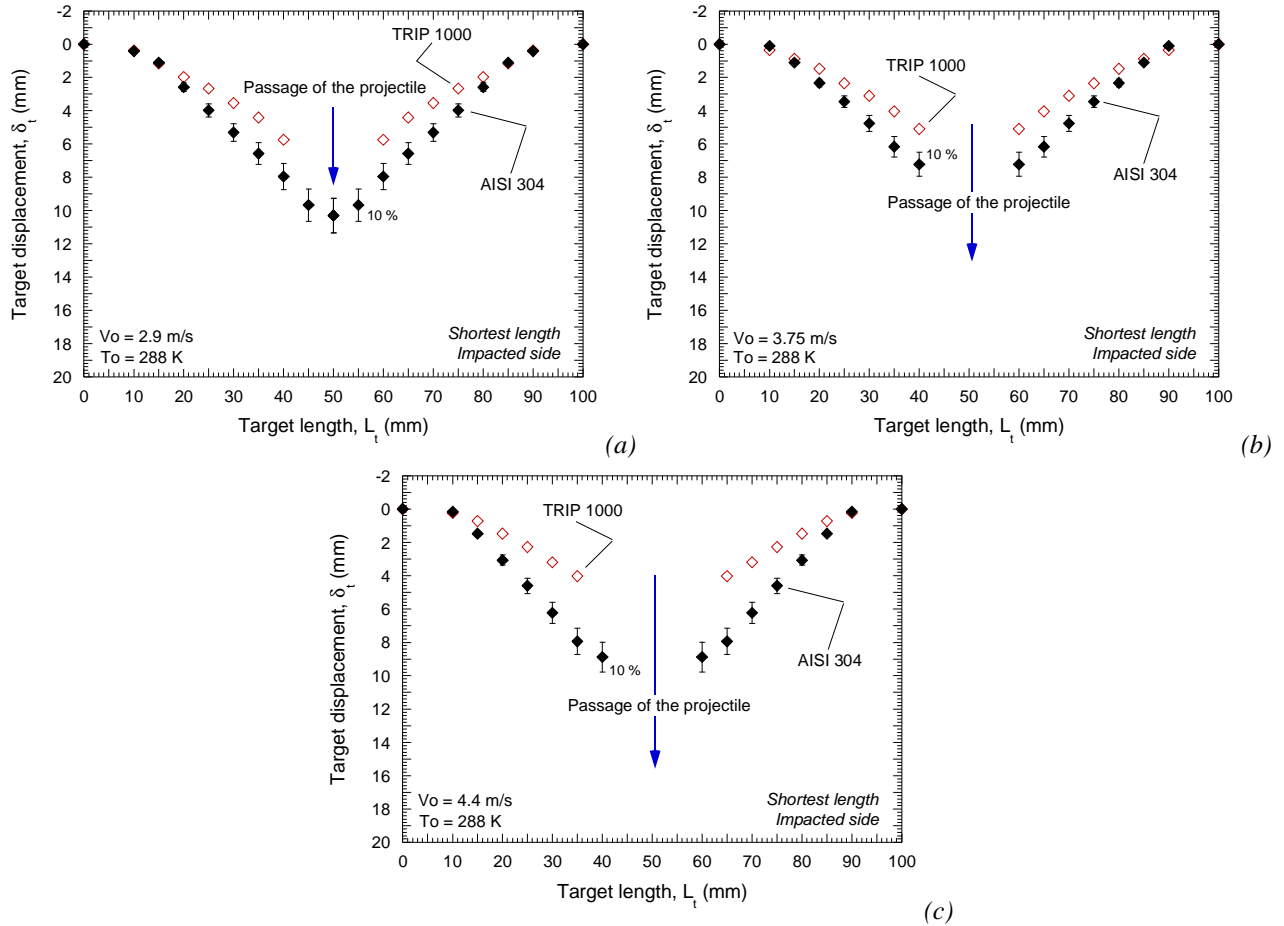 -2
0
2
4
6
8
10
12
14
16
18
20
Target displacement, δt (mm)
TRIP 1000
Passage of the projectile
AISI 304
10 %
Vo = 2.9 m/s
To = 288 K
Shortest length
Impacted side
0 10 20 30 40 50 60 70 80 90 100
Target length, Lt (mm)
(a)
-2
0
2
4
6
8
10
12
14
16
18
20
Target displacement, δt (mm)
TRIP 1000
10 %
AISI 304
Passage of the projectile
Vo = 3.75 m/s
To = 288 K
Shortest length
Impacted side
0 10 20 30 40 50 60 70 80 90 100
Target length, Lt (mm)
(b)
-2
0
2
4
6
8
10
12
14
16
18
20
Target displacement, δt (mm)
TRIP 1000
AISI 304
10 %
Passage of the projectile
Vo = 4.4 m/s
To = 288 K
Shortest length
Impacted side
0 10 20 30 40 50 60 70 80 90 100
Target length, Lt (mm)
(c)